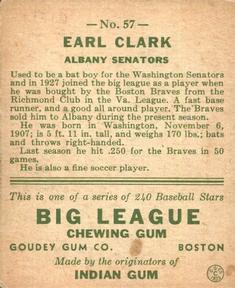 — No. 57 —
EARL CLARK
ALBANY SENATORS
Used to be a bat boy for the Washington Senators
and in 1927 joined the big league as a player when
he was bought by the Boston Braves from the
Richmond Club in the Va. League. A fast base
runner, and a good all around player. The Braves
sold him to Albany during the present season.
He was born in Washington, November 6,
1907; is 5 ft. 11 in. tall, and weighs 170 lbs.; bats
and throws right-handed.
Last season he hit .250 for the Braves in 50
games.
He is also a fine soccer player.
This is one of a series of 240 Baseball Stars
BIG LEAGUE
CHEWING GUM
GOUDEY GUM CO. BOSTON
Made by the originators of
INDIAN GUM